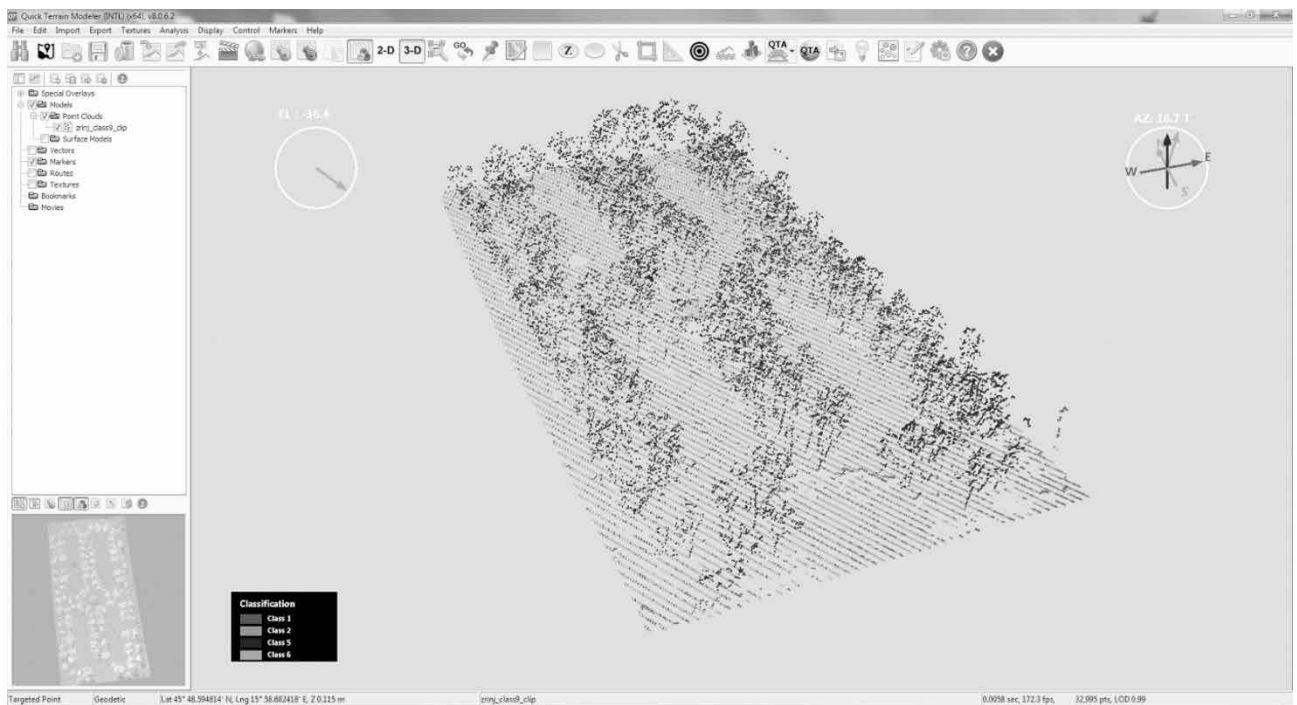 Quick Terrain Modeler (INTL) (x64), v8.0.6.2
File Edit Import Export Textures Analysis Display Control Markers Help
2-D 3-D GO Z QTA QTA
Special Overlays
Models
Point Clouds
zrinj_class9_clip
Surface Models
Vectors
Markers
Routes
Textures
Bookmarks
Movies
AZ: 16.7 T
N
W E
S
Classification
Class 1
Class 2
Class 5
Class 6
Targeted Point Geodetic Lat 45° 48.594814' N, Lng 15° 58.682418' E, Z 0.115 m zrinj_class9_clip 0.0058 sec, 172.3 fps, 32,995 pts, LOD 0.99